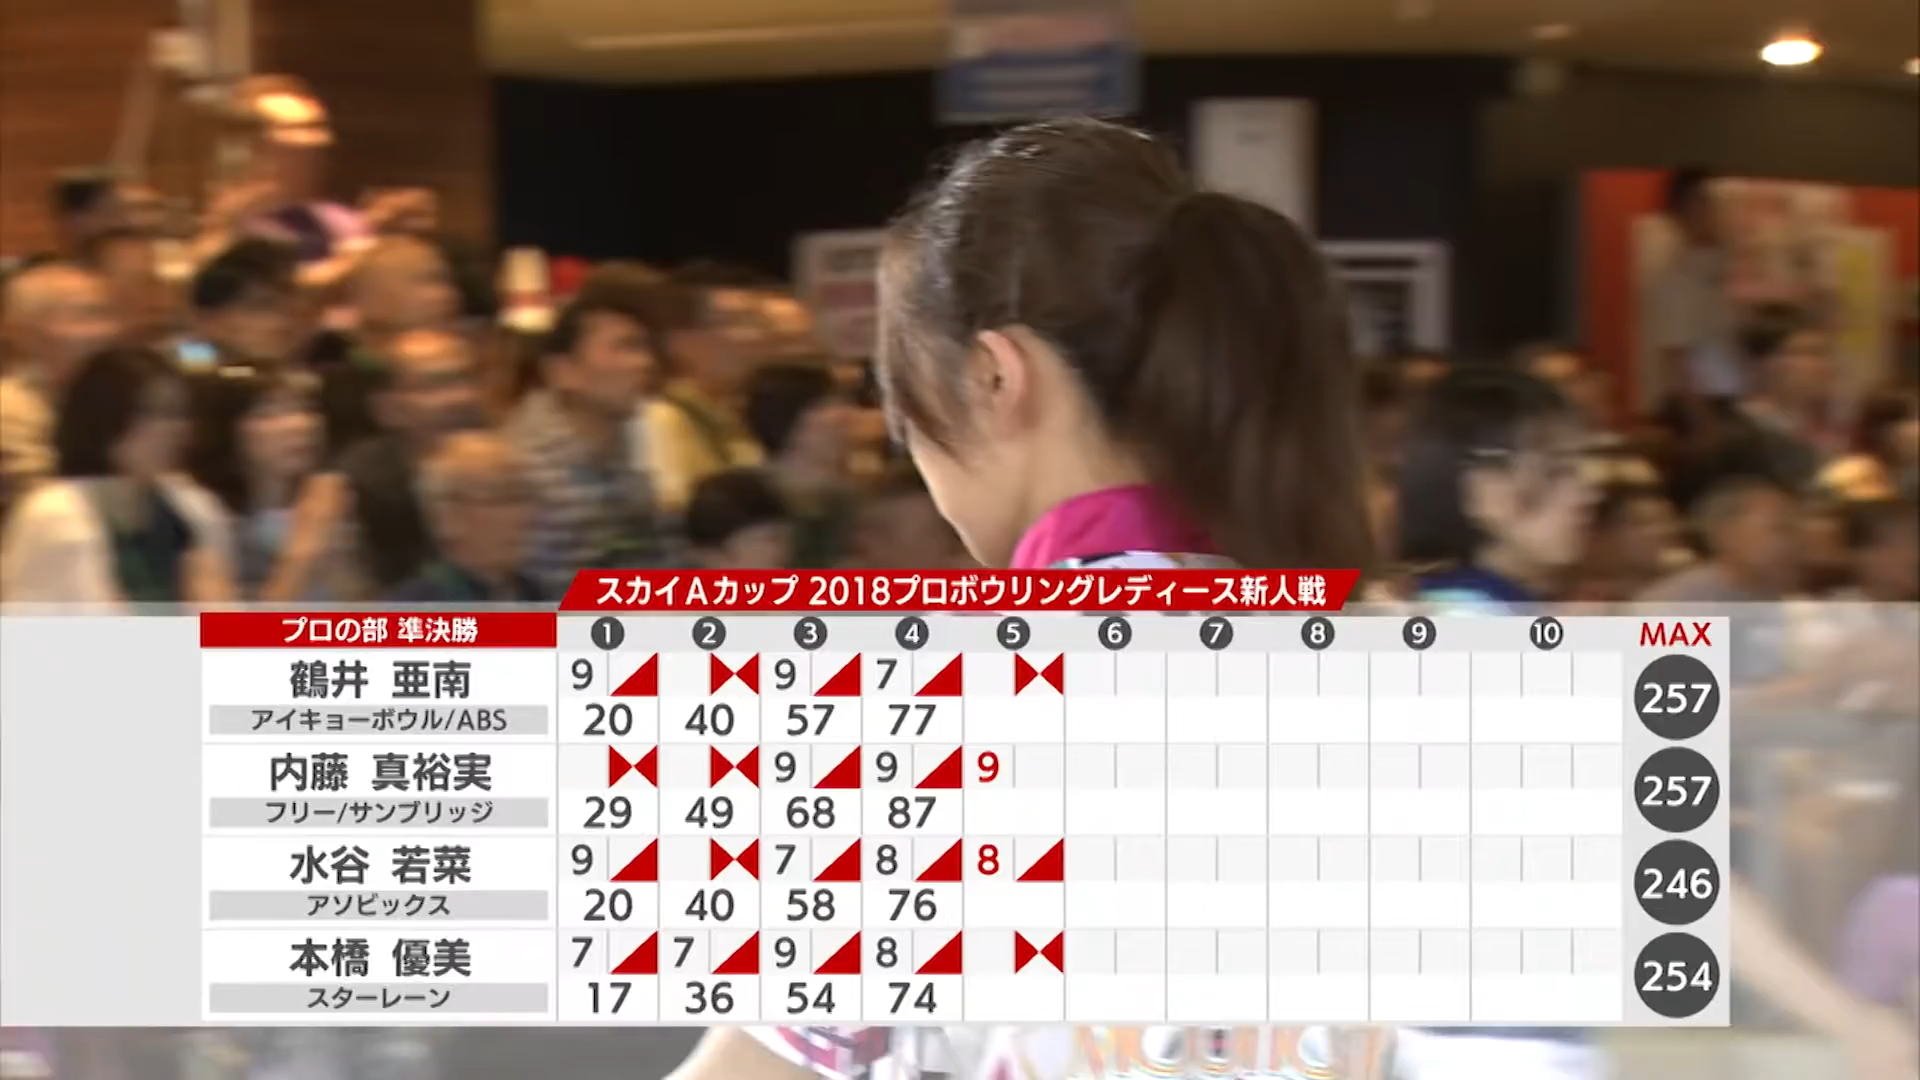 スカイAカップ 2018プロボウリングレディース新人戦
プロの部 準決勝 1 2 3 4 5 6 7 8 9 10 MAX
鶴井 亜南 9 9 7
アイキョーボウル/ABS 20 40 57 77 257
内藤 真裕実 9 9 9
フリー/サンブリッジ 29 49 68 87 257
水谷 若菜 9 7 8 8
アソビックス 20 40 58 76 246
本橋 優美 7 7 9 8
スターレーン 17 36 54 74 254